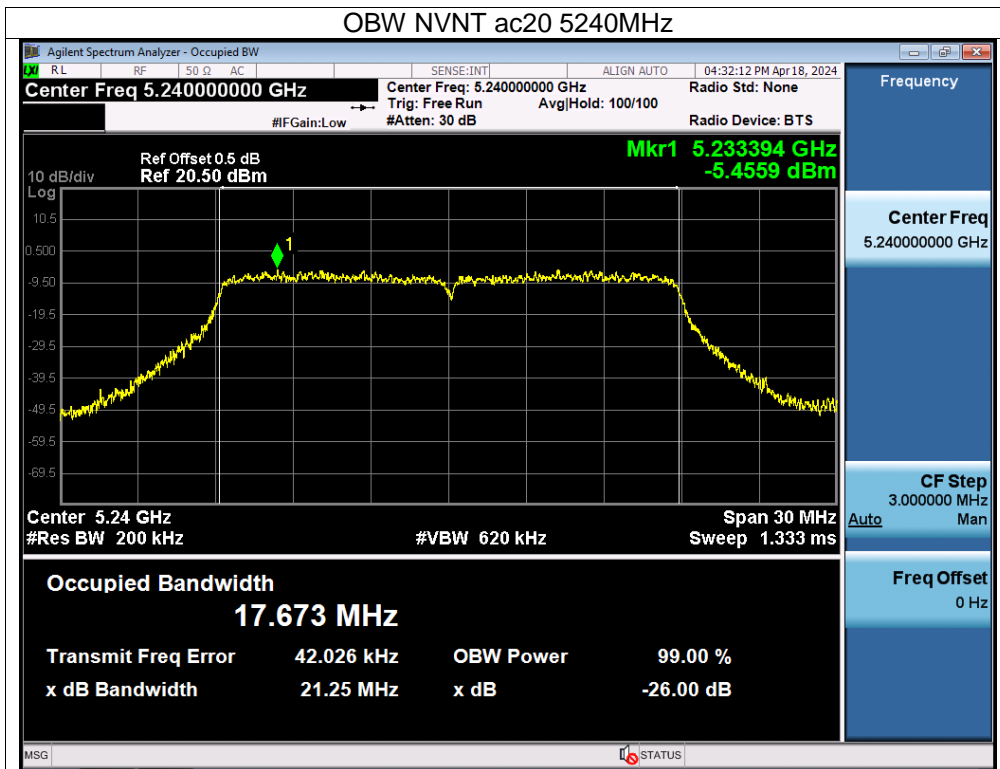 OBW NVNT ac20 5240MHz
Agilent Spectrum Analyzer - Occupied BW
LXI RL RF 50 Ω AC SENSE:INT ALIGN AUTO 04:32:12 PM Apr 18, 2024
Center Freq 5.240000000 GHz
Center Freq: 5.240000000 GHz Radio Std: None
Trig: Free Run Avg|Hold: 100/100
#IFGain:Low #Atten: 30 dB Radio Device: BTS
Frequency
Mkr1 5.233394 GHz
-5.4559 dBm
Ref Offset 0.5 dB
10 dB/div Ref 20.50 dBm
Log
10.5
0.500
-9.50
-19.5
-29.5
-39.5
-49.5
-59.5
-69.5
1
Center 5.24 GHz Span 30 MHz
#Res BW 200 kHz #VBW 620 kHz Sweep 1.333 ms
Center Freq
5.240000000 GHz
CF Step
3.000000 MHz
Auto Man
Freq Offset
0 Hz
Occupied Bandwidth
17.673 MHz
Transmit Freq Error 42.026 kHz OBW Power 99.00 %
x dB Bandwidth 21.25 MHz x dB -26.00 dB
MSG STATUS